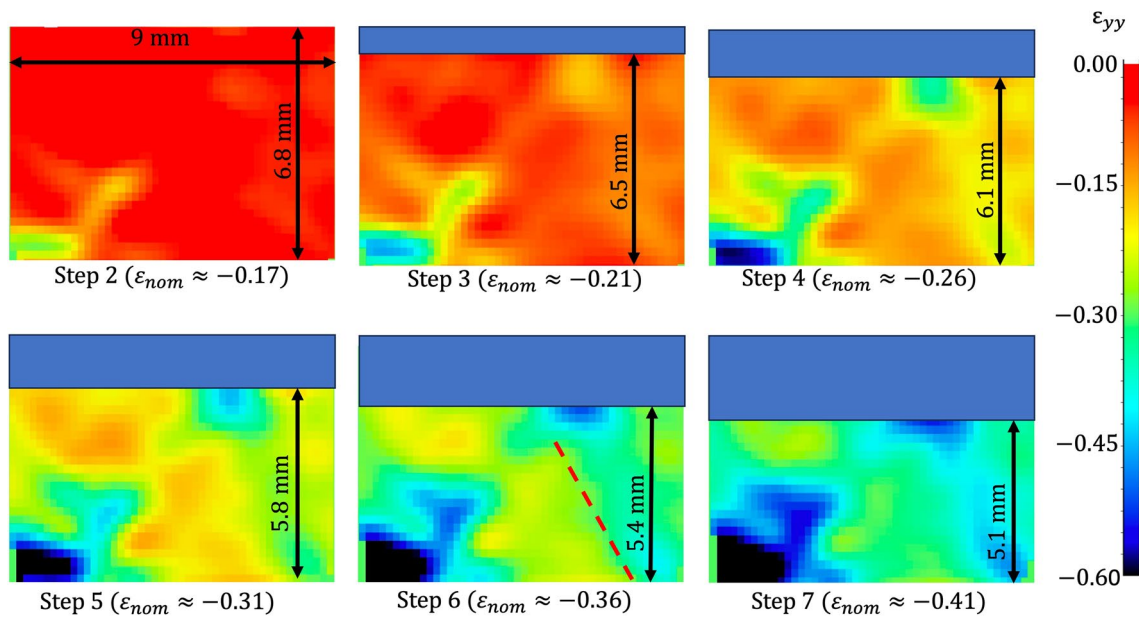 9 mm
6.8 mm
Step 2 (ε_nom ≈ −0.17)
6.5 mm
Step 3 (ε_nom ≈ −0.21)
6.1 mm
Step 4 (ε_nom ≈ −0.26)
5.8 mm
Step 5 (ε_nom ≈ −0.31)
5.4 mm
Step 6 (ε_nom ≈ −0.36)
5.1 mm
Step 7 (ε_nom ≈ −0.41)
ε_yy
0.00
−0.15
−0.30
−0.45
−0.60